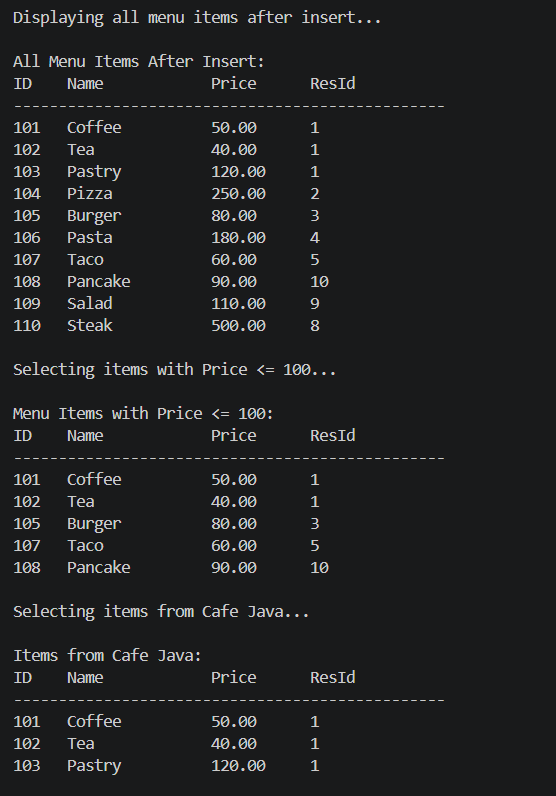 Displaying all menu items after insert...
All Menu Items After Insert:
ID Name Price ResId
------------------------------------------------
101 Coffee 50.00 1
102 Tea 40.00 1
103 Pastry 120.00 1
104 Pizza 250.00 2
105 Burger 80.00 3
106 Pasta 180.00 4
107 Taco 60.00 5
108 Pancake 90.00 10
109 Salad 110.00 9
110 Steak 500.00 8
Selecting items with Price <= 100...
Menu Items with Price <= 100:
ID Name Price ResId
------------------------------------------------
101 Coffee 50.00 1
102 Tea 40.00 1
105 Burger 80.00 3
107 Taco 60.00 5
108 Pancake 90.00 10
Selecting items from Cafe Java...
Items from Cafe Java:
ID Name Price ResId
------------------------------------------------
101 Coffee 50.00 1
102 Tea 40.00 1
103 Pastry 120.00 1